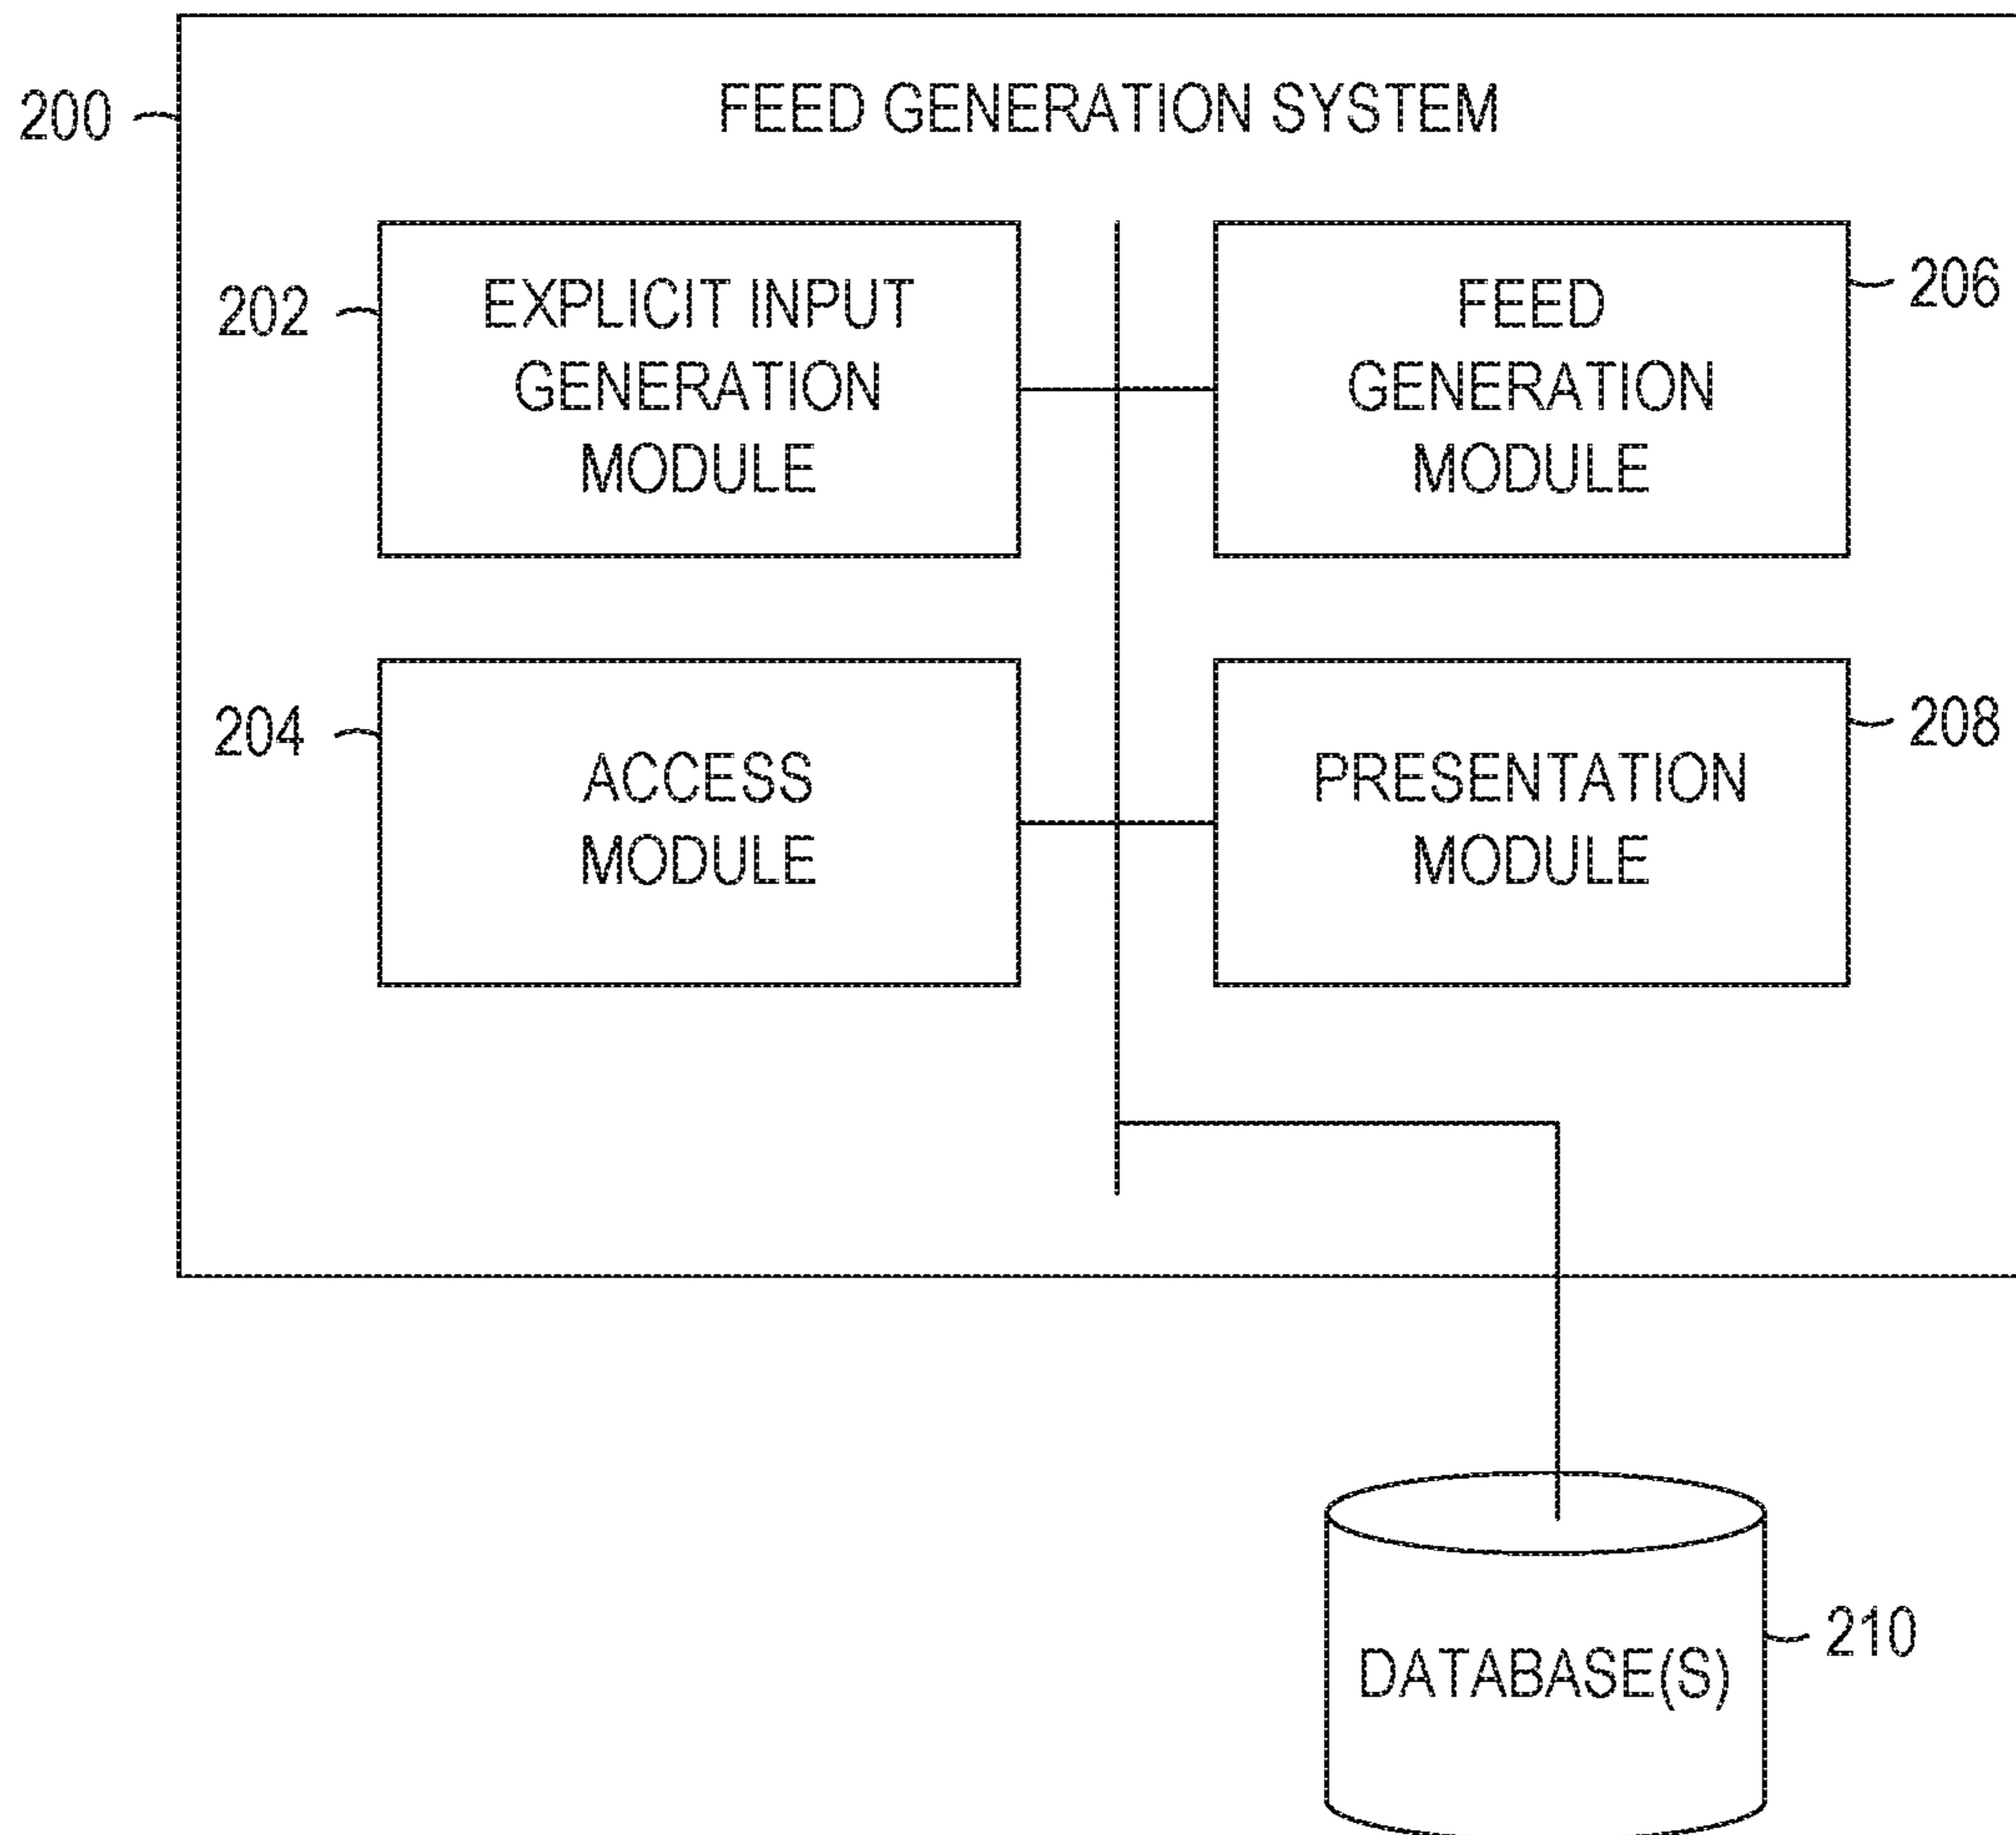 200
FEED GENERATION SYSTEM
202
EXPLICIT INPUT
GENERATION
MODULE
206
FEED
GENERATION
MODULE
204
ACCESS
MODULE
208
PRESENTATION
MODULE
210
DATABASE(S)